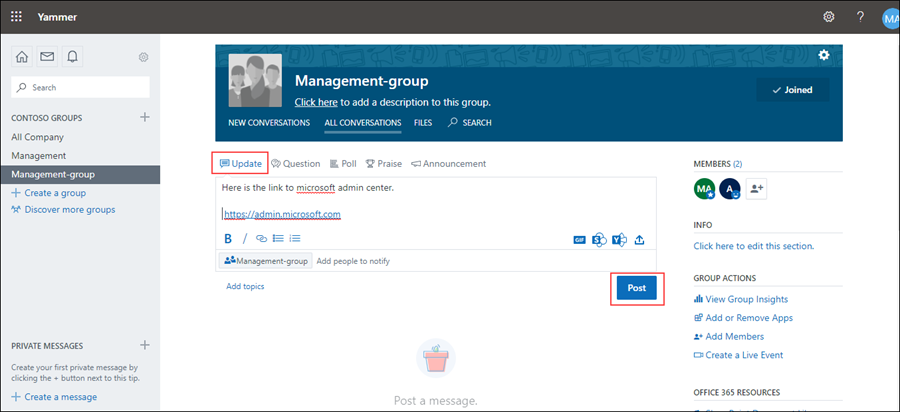 Yammer
?
MA
Search
CONTOSO GROUPS
All Company
Management
Management-group
Create a group
Discover more groups
PRIVATE MESSAGES
Create your first private message by
clicking the + button next to this tip.
Create a message
Management-group
Click here to add a description to this group.
Joined
NEW CONVERSATIONS ALL CONVERSATIONS FILES SEARCH
Update Question Poll Praise Announcement
Here is the link to microsoft admin center.
https://admin.microsoft.com
B I GIF S Y
Management-group Add people to notify
Add topics
Post
Post a message.
MEMBERS (2)
MA A
INFO
Click here to edit this section.
GROUP ACTIONS
View Group Insights
Add or Remove Apps
Add Members
Create a Live Event
OFFICE 365 RESOURCES